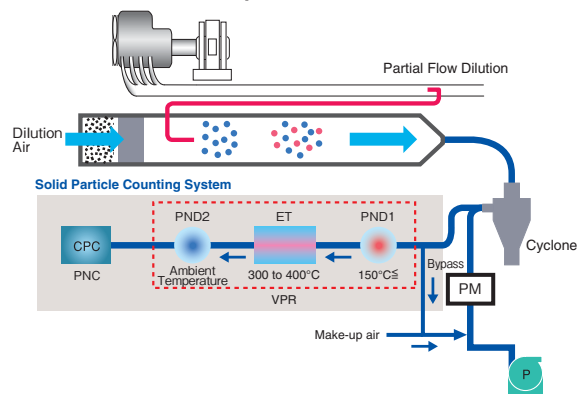 Partial Flow Dilution
Dilution
Air
Solid Particle Counting System
PND2
ET
PND1
CPC
Cyclone
PNC
Ambient
Temperature
300 to 400°C
150°C≦
Bypass
VPR
PM
Make-up air
P